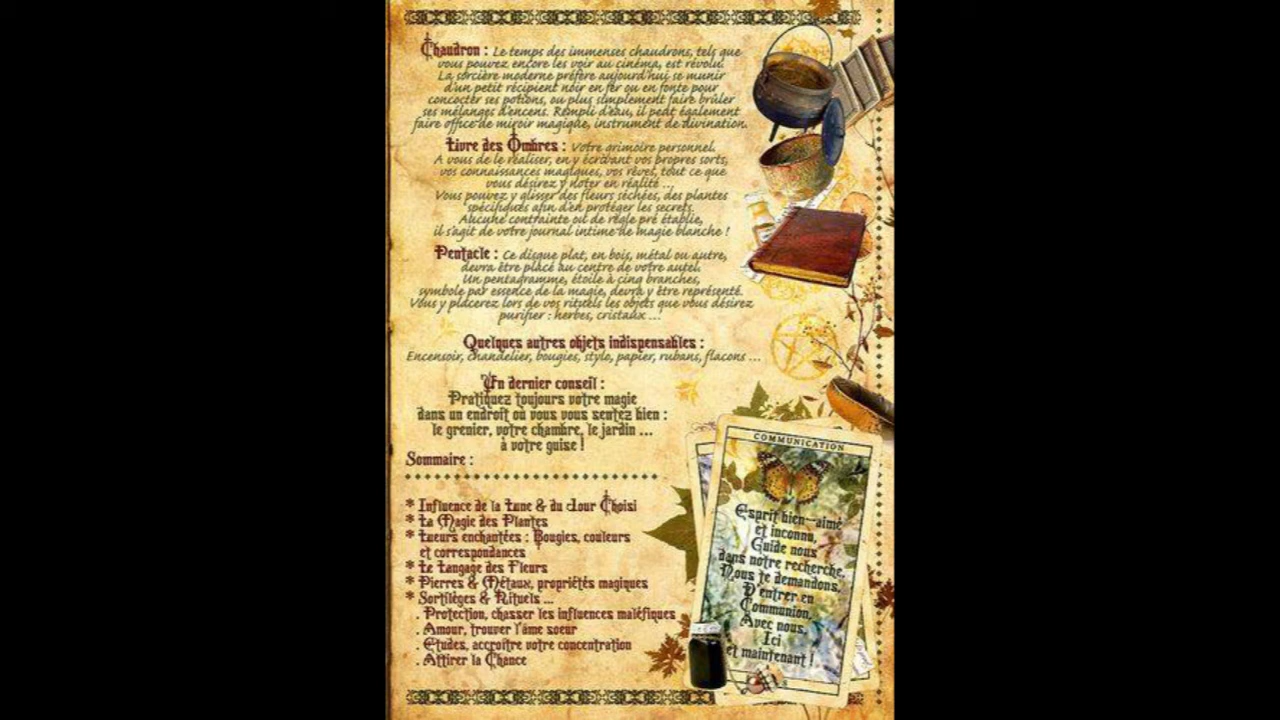 Chaudron : Le temps des immenses chaudrons, tels que
vous pouvez encore les voir au cinéma, est révolu.
La sorcière moderne préfère aujourd'hui se munir
d'un petit récipient noir en fer ou en fonte pour
concocter ses potions, ou plus simplement faire brûler
ses mélanges d'encens. Rempli d'eau, il peut également
faire office de miroir magique, instrument de divination.
Livre des Ombres : Votre grimoire personnel.
A vous de le réaliser, en y écrivant vos propres sorts,
vos connaissances magiques, vos rêves, tout ce que
vous désirez y noter en réalité ...
Vous pouvez y glisser des fleurs séchées, des plantes
spécifiques afin d'en protéger les secrets.
Aucune contrainte ou de règle pré établie,
il s'agit de votre journal intime de magie blanche !
Pentacle : Ce disque plat, en bois, métal ou autre,
devra être placé au centre de votre autel.
Un pentagramme, étoile à cinq branches,
symbole par essence de la magie, devra y être représenté.
Vous y placerez lors de vos rituels les objets que vous désirez
purifier : herbes, cristaux ...
Quelques autres objets indispensables :
Encensoir, chandelier, bougies, stylo, papier, rubans, flacons ...
Un dernier conseil :
Pratiquez toujours votre magie
dans un endroit où vous vous sentez bien :
le grenier, votre chambre, le jardin ...
à votre guise !
Sommaire :
* Influence de la Lune & du Jour Choisi
* La Magie des Plantes
* Lueurs enchantées : Bougies, couleurs
et correspondances
* Le Langage des Fleurs
* Pierres & Métaux, propriétés magiques
* Sortilèges & Rituels ...
. Protection, chasser les influences maléfiques
. Amour, trouver l'âme soeur
. Etudes, accroître votre concentration
. Attirer la Chance
COMMUNICATION
Esprit bien-aimé
et inconnu,
Guide nous
dans notre recherche,
Nous te demandons,
D'entrer en
Communion,
Avec nous,
Ici
et maintenant !